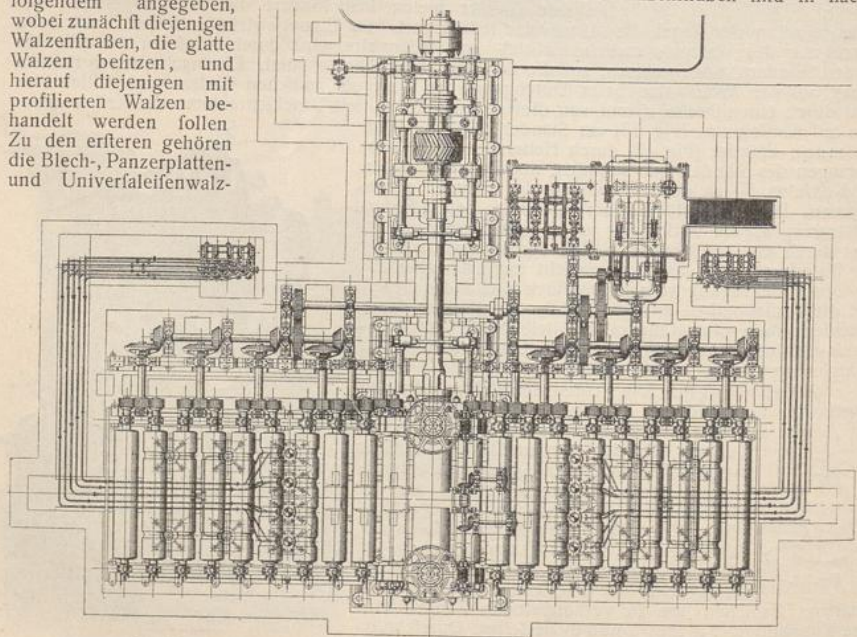 folgendem angegeben,
wobei zunächſt diejenigen
Walzenſtraßen, die glatte
Walzen beſitzen, und
hierauf diejenigen mit
profilierten Walzen be-
handelt werden ſollen
Zu den erſteren gehören
die Blech-, Panzerplatten-
und Univerſaleiſenwalz-